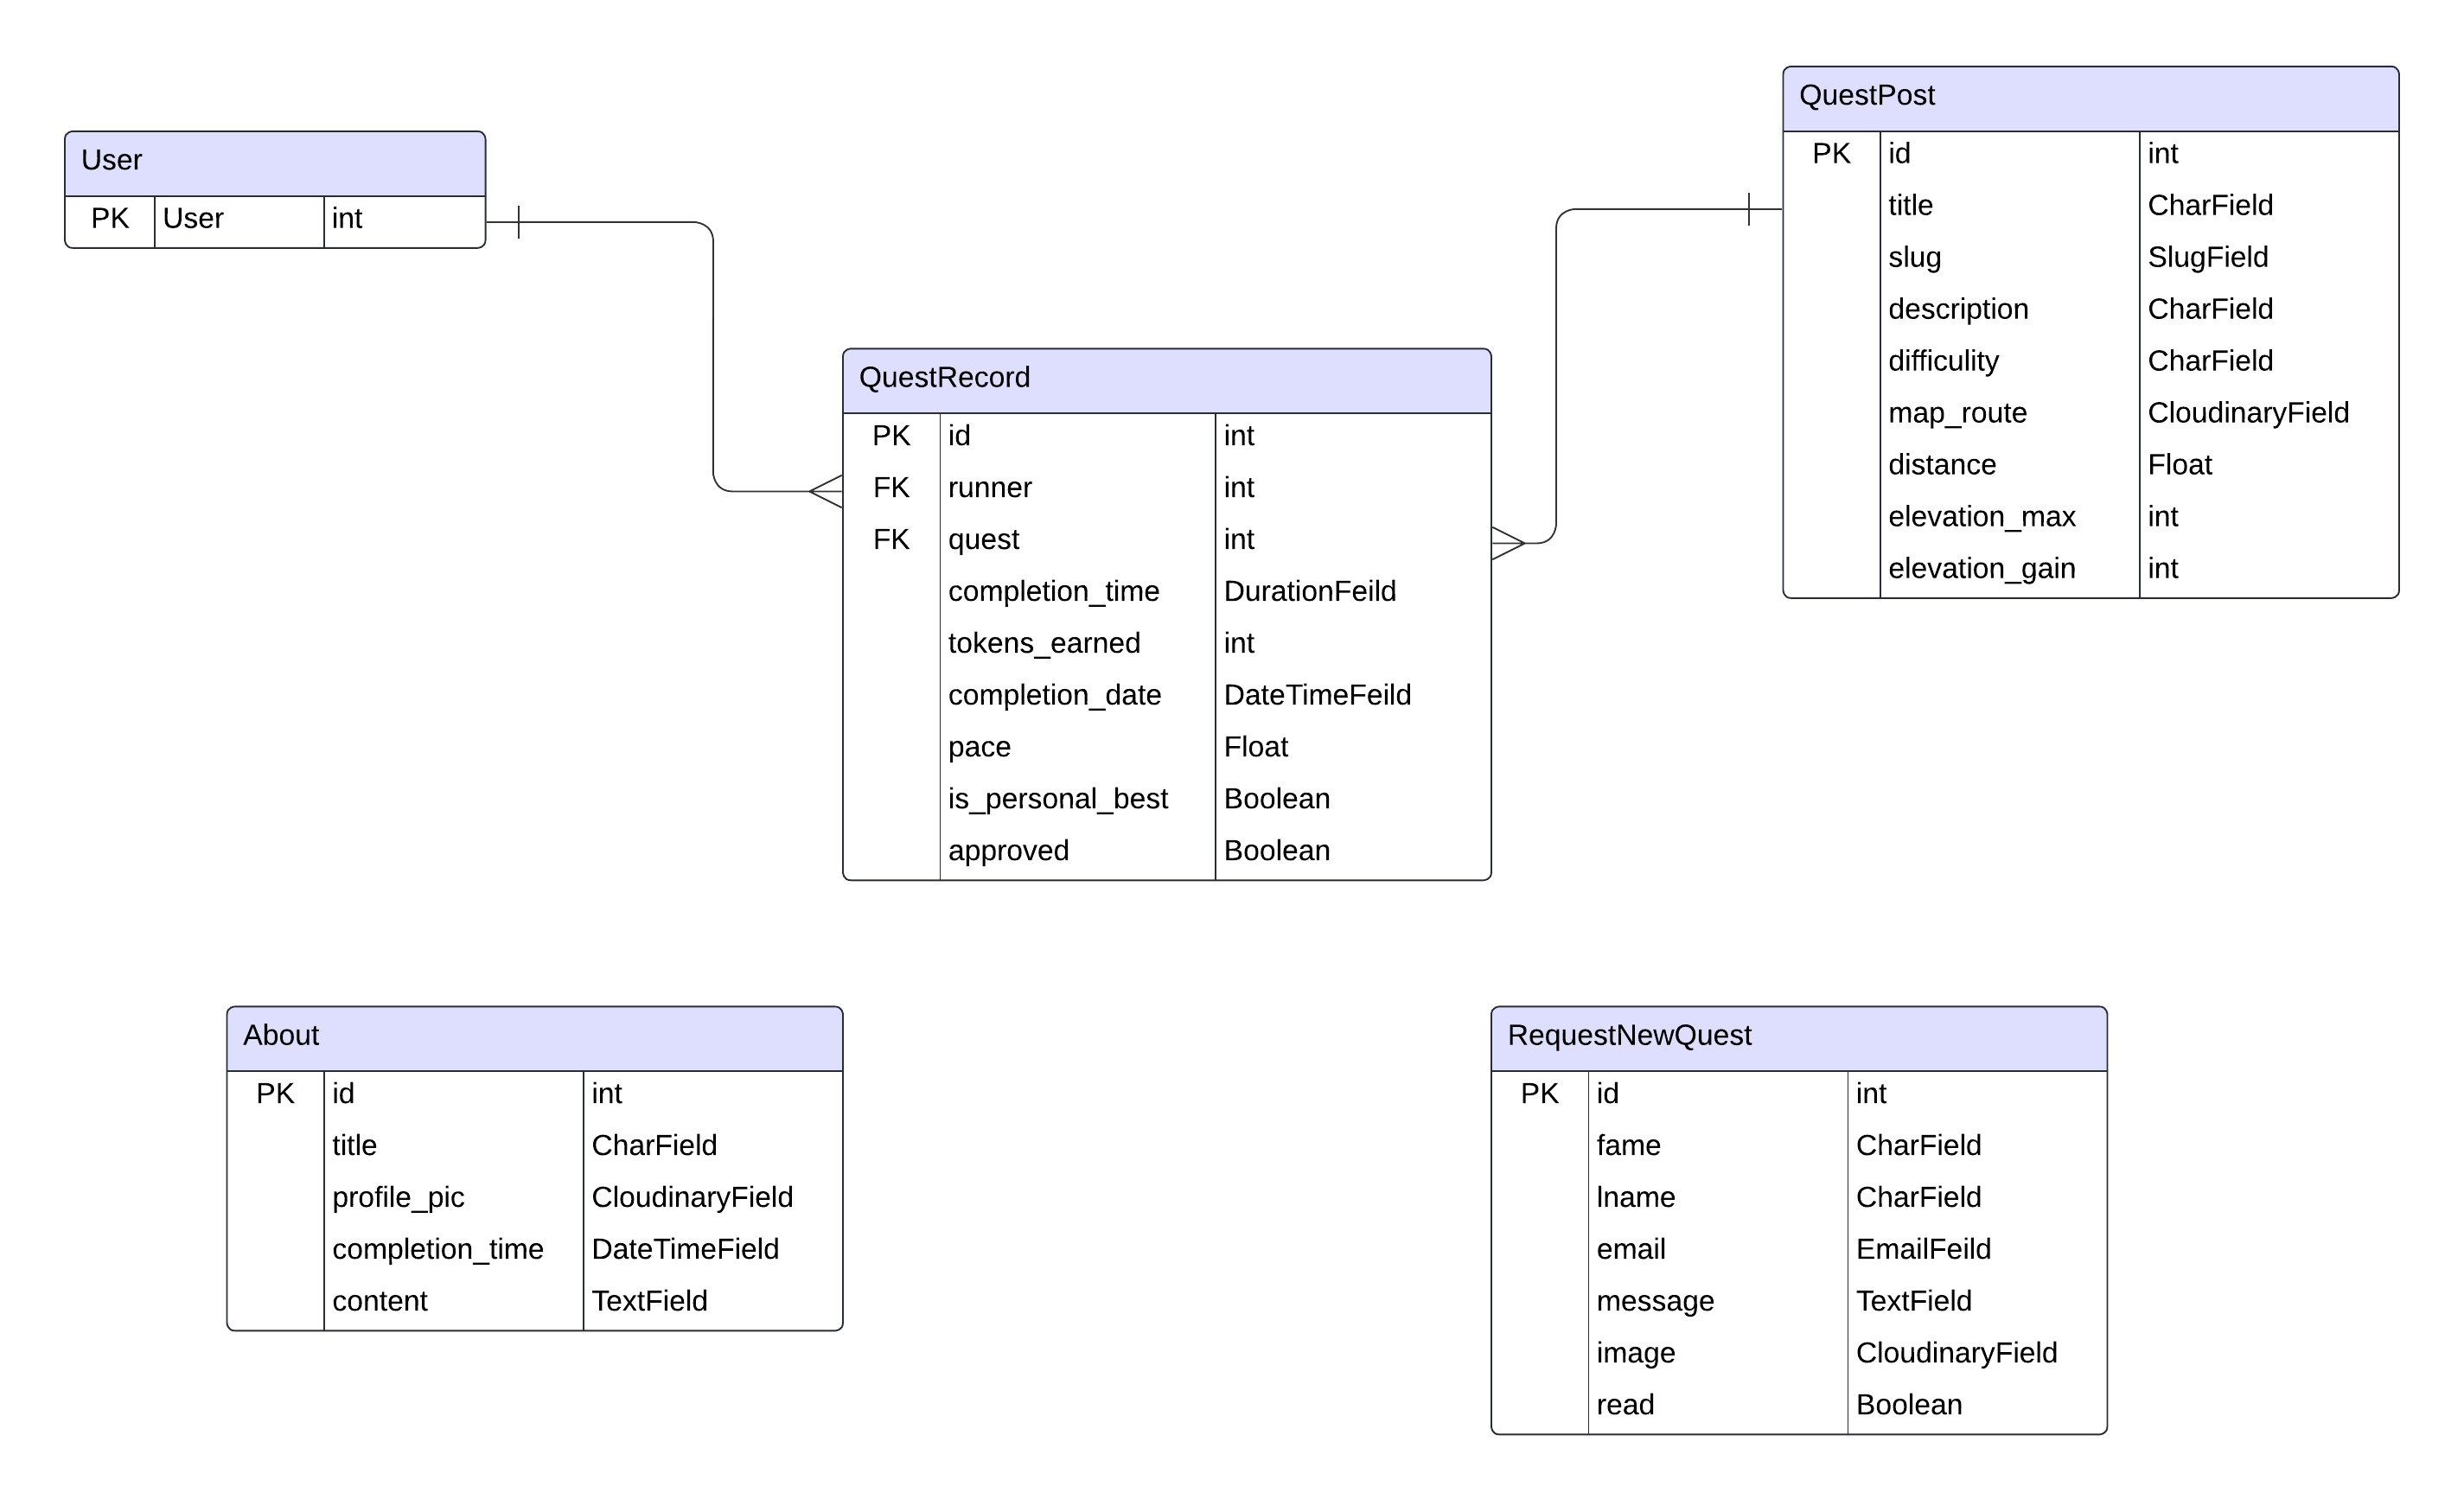 User
PK User int
QuestPost
PK id int
title CharField
slug SlugField
description CharField
difficulity CharField
map_route CloudinaryField
distance Float
elevation_max int
elevation_gain int
QuestRecord
PK id int
FK runner int
FK quest int
completion_time DurationFeild
tokens_earned int
completion_date DateTimeFeild
pace Float
is_personal_best Boolean
approved Boolean
About
PK id int
title CharField
profile_pic CloudinaryField
completion_time DateTimeField
content TextField
RequestNewQuest
PK id int
fame CharField
lname CharField
email EmailFeild
message TextField
image CloudinaryField
read Boolean